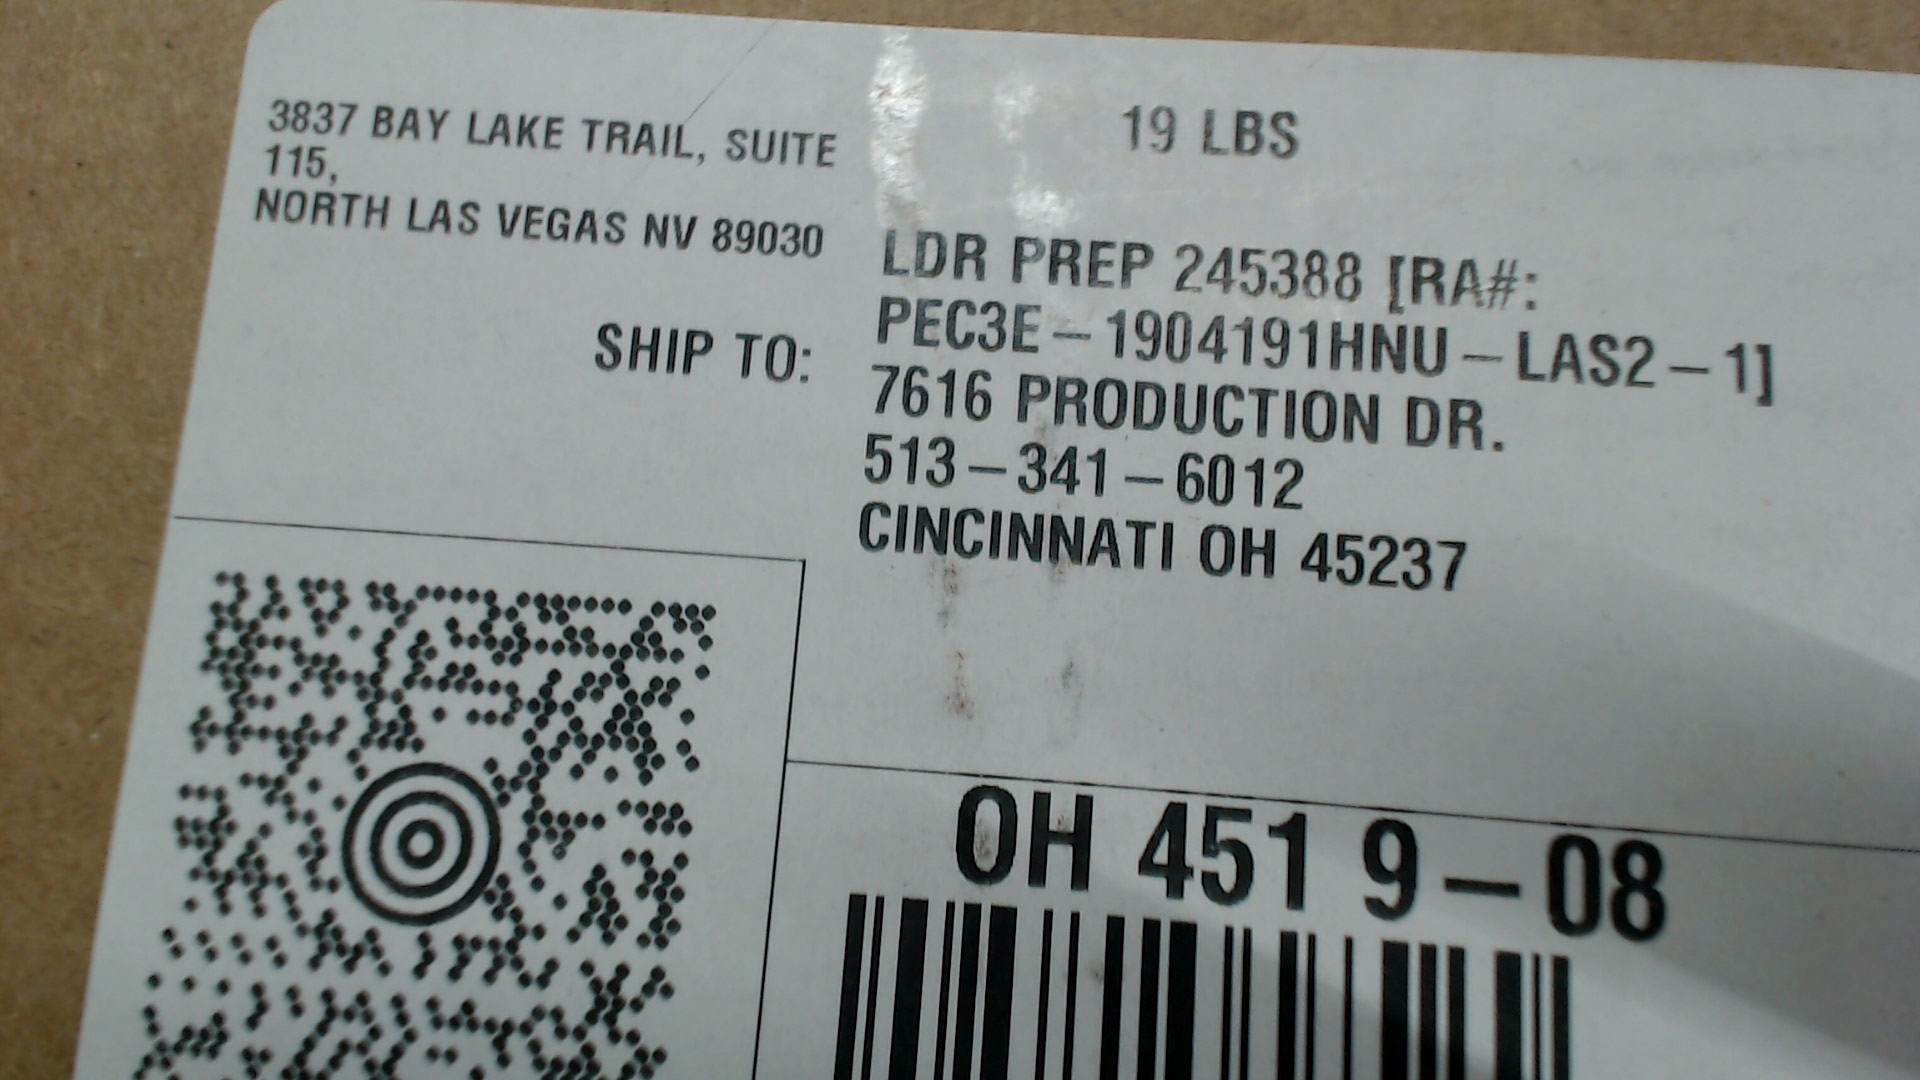 3837 BAY LAKE TRAIL, SUITE
115,
NORTH LAS VEGAS NV 89030
19 LBS
SHIP TO:
LDR PREP 245388 [RA#:
PEC3E-1904191HNU-LAS2-1]
7616 PRODUCTION DR.
513-341-6012
CINCINNATI OH 45237
OH 451 9-08